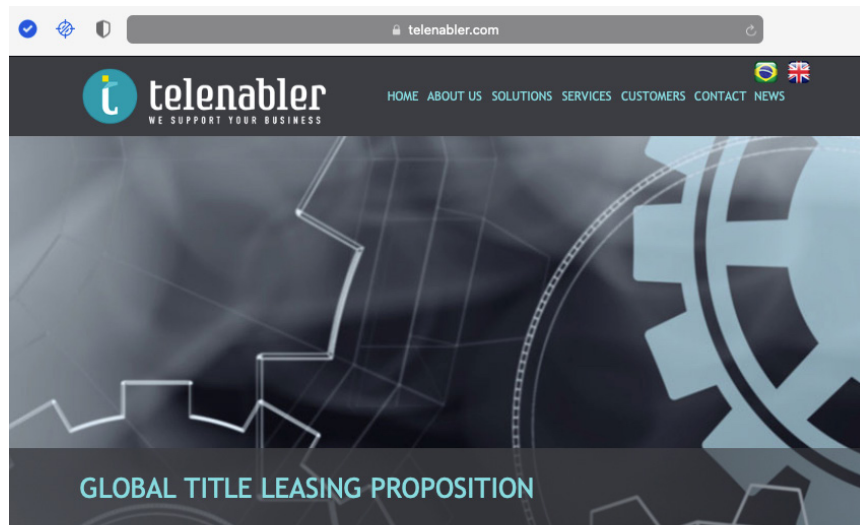 telenabler.com
telenabler
WE SUPPORT YOUR BUSINESS
HOME ABOUT US SOLUTIONS SERVICES CUSTOMERS CONTACT NEWS
GLOBAL TITLE LEASING PROPOSITION